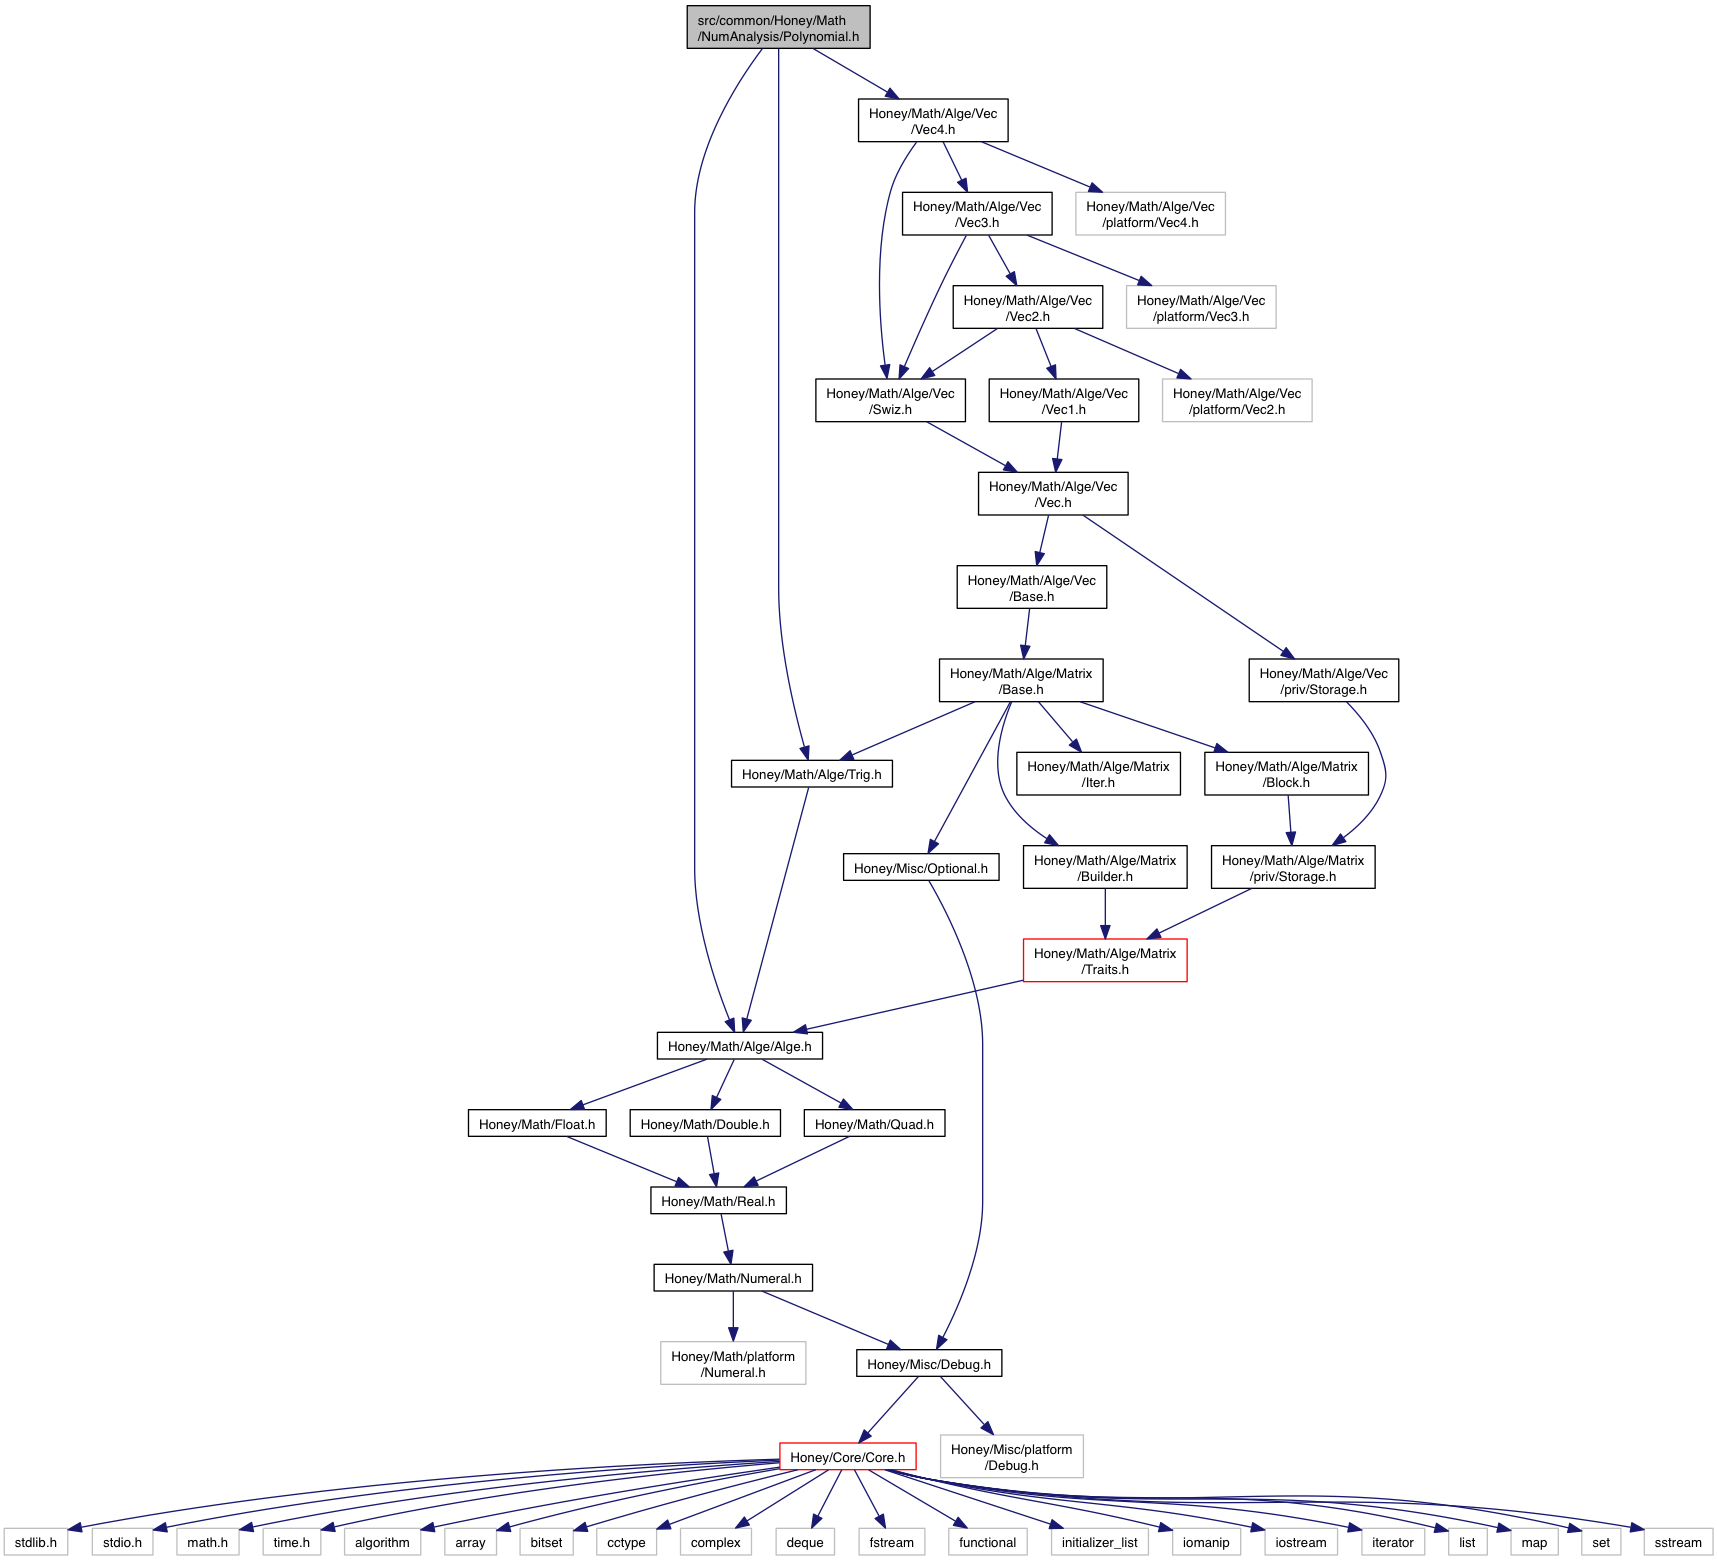 src/common/Honey/Math
/NumAnalysis/Polynomial.h
Honey/Math/Alge/Vec
/Vec4.h
Honey/Math/Alge/Vec
/Vec3.h
Honey/Math/Alge/Vec
/platform/Vec4.h
Honey/Math/Alge/Vec
/Vec2.h
Honey/Math/Alge/Vec
/platform/Vec3.h
Honey/Math/Alge/Vec
/Swiz.h
Honey/Math/Alge/Vec
/Vec1.h
Honey/Math/Alge/Vec
/platform/Vec2.h
Honey/Math/Alge/Vec
/Vec.h
Honey/Math/Alge/Vec
/Base.h
Honey/Math/Alge/Matrix
/Base.h
Honey/Math/Alge/Vec
/priv/Storage.h
Honey/Math/Alge/Trig.h
Honey/Math/Alge/Matrix
/Iter.h
Honey/Math/Alge/Matrix
/Block.h
Honey/Misc/Optional.h
Honey/Math/Alge/Matrix
/Builder.h
Honey/Math/Alge/Matrix
/priv/Storage.h
Honey/Math/Alge/Matrix
/Traits.h
Honey/Math/Alge/Alge.h
Honey/Math/Float.h
Honey/Math/Double.h
Honey/Math/Quad.h
Honey/Math/Real.h
Honey/Math/Numeral.h
Honey/Math/platform
/Numeral.h
Honey/Misc/Debug.h
Honey/Core/Core.h
Honey/Misc/platform
/Debug.h
stdlib.h
stdio.h
math.h
time.h
algorithm
array
bitset
cctype
complex
deque
fstream
functional
initializer_list
iomanip
iostream
iterator
list
map
set
sstream